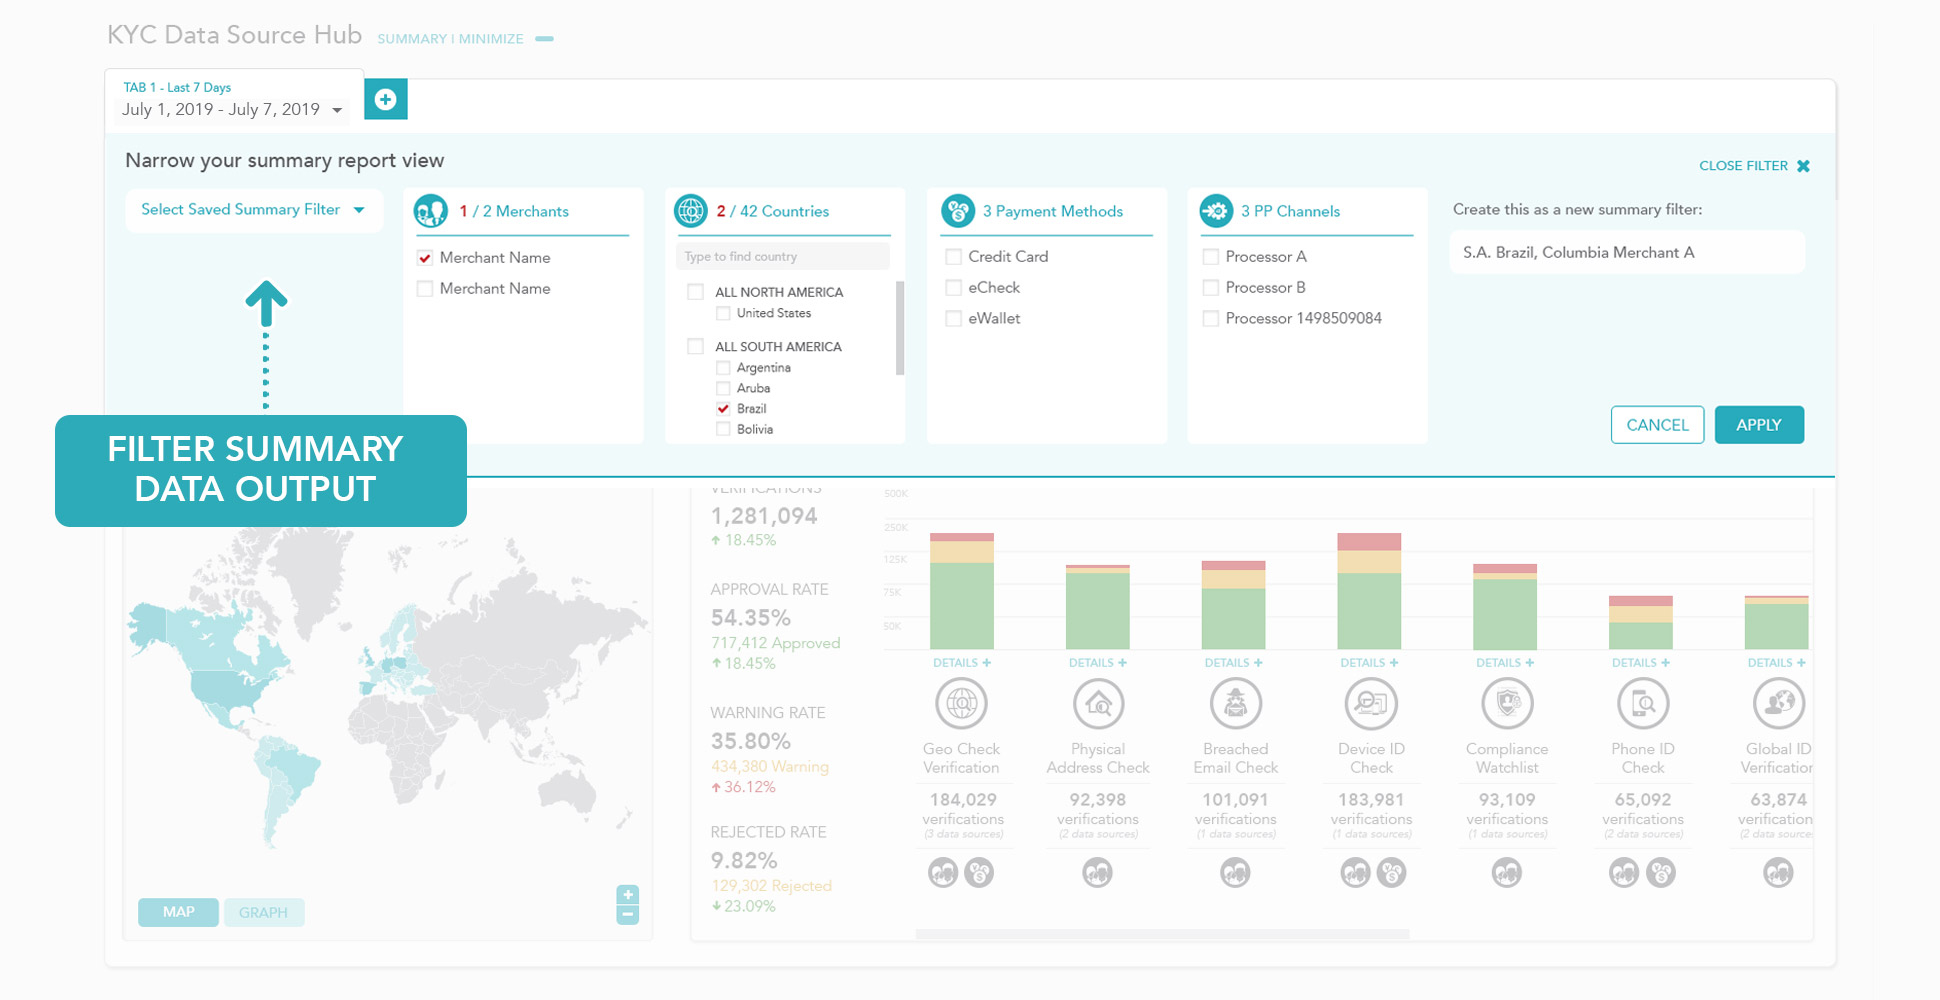 KYC Data Source Hub SUMMARY I MINIMIZE
TAB 1 - Last 7 Days
July 1, 2019 - July 7, 2019
Narrow your summary report view
CLOSE FILTER
Select Saved Summary Filter
1 / 2 Merchants
Merchant Name
Merchant Name
2 / 42 Countries
Type to find country
ALL NORTH AMERICA
United States
ALL SOUTH AMERICA
Argentina
Aruba
Brazil
Bolivia
3 Payment Methods
Credit Card
eCheck
eWallet
3 PP Channels
Processor A
Processor B
Processor 1498509084
Create this as a new summary filter:
S.A. Brazil, Columbia Merchant A
CANCEL APPLY
FILTER SUMMARY
DATA OUTPUT
MAP GRAPH
VERIFICATIONS
1,281,094
18.45%
APPROVAL RATE
54.35%
717,412 Approved
18.45%
WARNING RATE
35.80%
434,380 Warning
36.12%
REJECTED RATE
9.82%
129,302 Rejected
23.09%
500K
250K
125K
75K
50K
DETAILS +
Geo Check
Verification
184,029
verifications
(3 data sources)
DETAILS +
Physical
Address Check
92,398
verifications
(2 data sources)
DETAILS +
Breached
Email Check
101,091
verifications
(1 data sources)
DETAILS +
Device ID
Check
183,981
verifications
(1 data sources)
DETAILS +
Compliance
Watchlist
93,109
verifications
(1 data sources)
DETAILS +
Phone ID
Check
65,092
verifications
(2 data sources)
DETAILS +
Global ID
Verification
63,874
verifications
(2 data sources